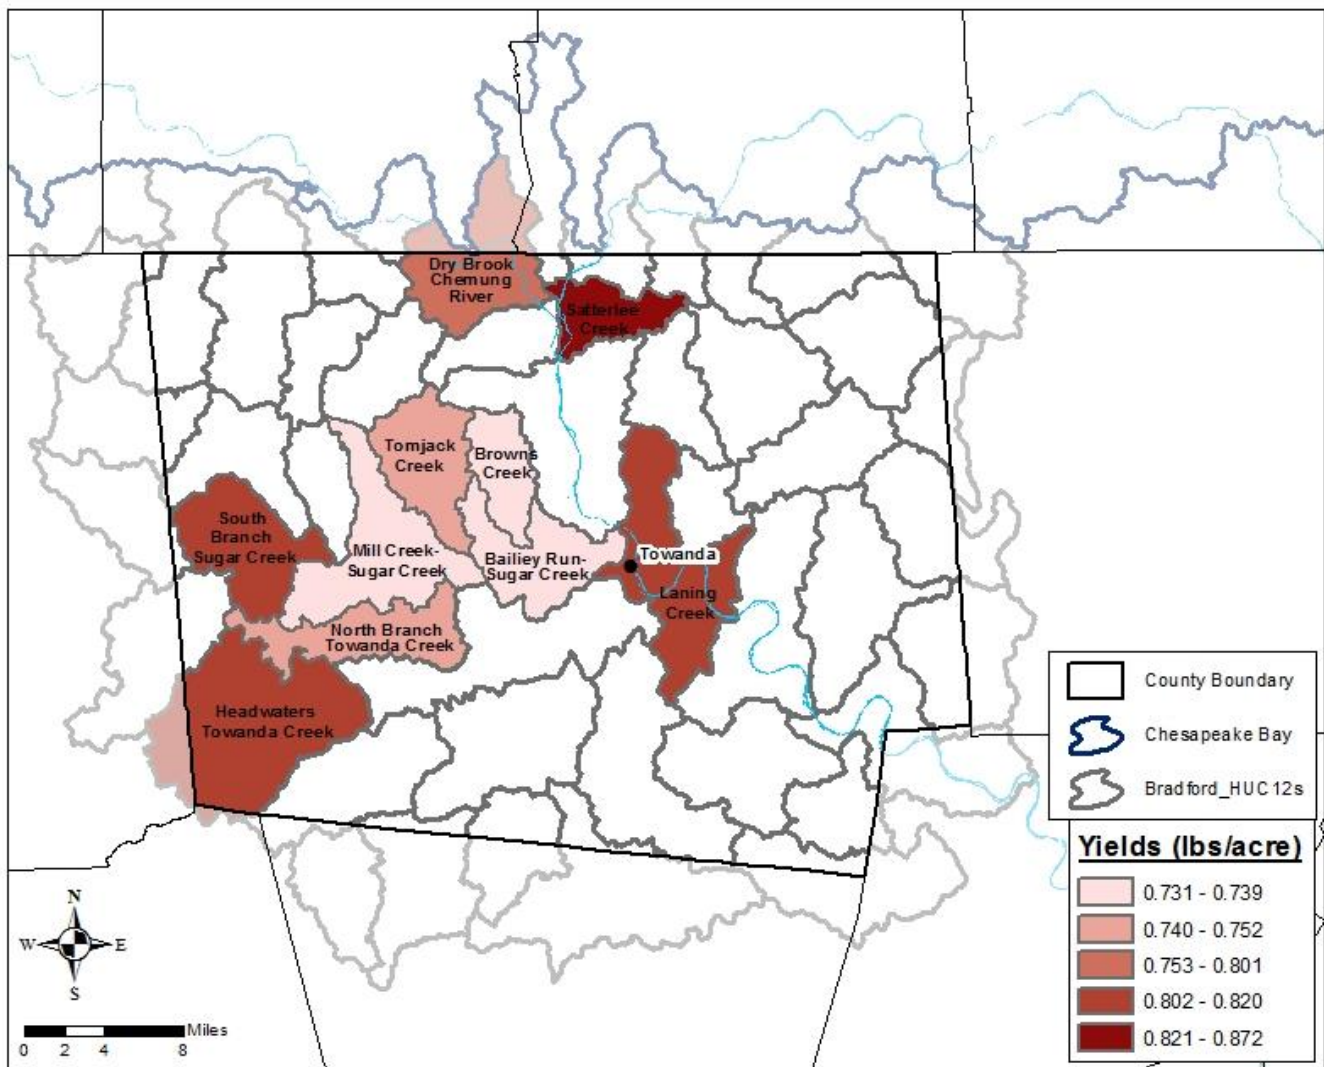 Dry Brook
Chemung
River
Satterlee
Creek
Tomjack
Creek
Browns
Creek
South
Branch
Sugar Creek
Mill Creek-
Sugar Creek
Bailiey Run-
Sugar Creek
Towanda
Laning
Creek
North Branch
Towanda Creek
Headwaters
Towanda Creek
County Boundary
Chesapeake Bay
Bradford_HUC12s
Yields (lbs/acre)
0.731 - 0.739
0.740 - 0.752
0.753 - 0.801
0.802 - 0.820
0.821 - 0.872
N
W E
S
Miles
0 2 4 8